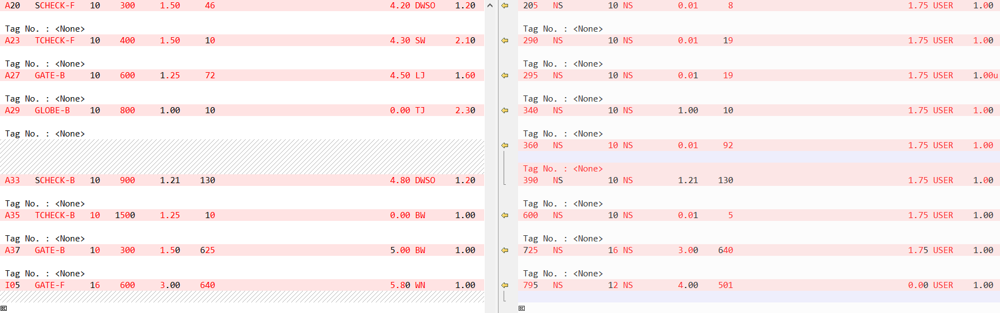 A20 SCHECK-F 10 300 1.50 46 4.20 DWSO 1.20
Tag No. : <None>
A23 TCHECK-F 10 400 1.50 10 4.30 SW 2.10
Tag No. : <None>
A27 GATE-B 10 600 1.25 72 4.50 LJ 1.60
Tag No. : <None>
A29 GLOBE-B 10 800 1.00 10 0.00 TJ 2.30
Tag No. : <None>
A33 SCHECK-B 10 900 1.21 130 4.80 DWSO 1.20
Tag No. : <None>
A35 TCHECK-B 10 1500 1.25 10 0.00 BW 1.00
Tag No. : <None>
A37 GATE-B 10 300 1.50 625 5.00 BW 1.00
Tag No. : <None>
I05 GATE-F 16 600 3.00 640 5.80 WN 1.00
205 NS 10 NS 0.01 8 1.75 USER 1.00
Tag No. : <None>
290 NS 10 NS 0.01 19 1.75 USER 1.00
Tag No. : <None>
295 NS 10 NS 0.01 19 1.75 USER 1.00u
Tag No. : <None>
340 NS 10 NS 1.00 10 1.75 USER 1.00
Tag No. : <None>
360 NS 10 NS 0.01 92 1.75 USER 1.00
Tag No. : <None>
390 NS 10 NS 1.21 130 1.75 USER 1.00
Tag No. : <None>
600 NS 10 NS 0.01 5 1.75 USER 1.00
Tag No. : <None>
725 NS 16 NS 3.00 640 1.75 USER 1.00
Tag No. : <None>
795 NS 12 NS 4.00 501 0.00 USER 1.00